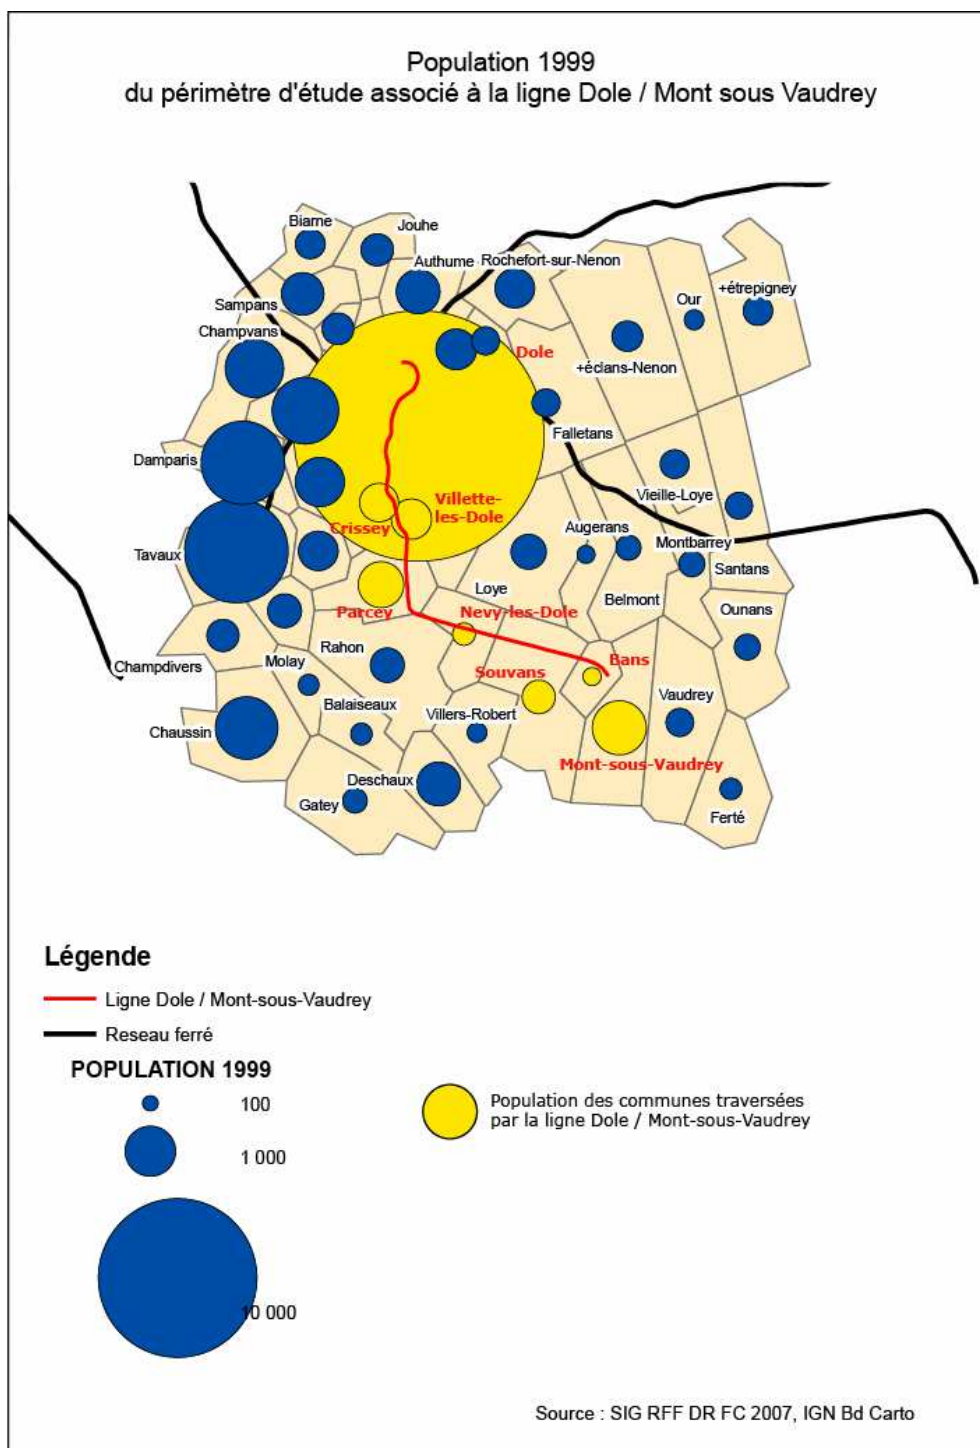 Population 1999
du périmètre d'étude associé à la ligne Dole / Mont sous Vaudrey
Biarne
Jouhe
Authume
Rochefort-sur-Nenon
+étrepigney
Our
Sampans
Champvans
Dole
+éclans-Nenon
Falletans
Damparis
Vieille-Loye
Villette-
les-Dole
Crissey
Augerans
Montbarrey
Tavaux
Santans
Loye
Belmont
Ounans
Parcey
Nevy-les-Dole
Champdivers
Molay
Rahon
Souvans
Bans
Vaudrey
Balaiseaux
Villers-Robert
Chaussin
Mont-sous-Vaudrey
Deschaux
Gatey
Ferté
Légende
Ligne Dole / Mont-sous-Vaudrey
Reseau ferré
POPULATION 1999
100
1 000
10 000
Population des communes traversées
par la ligne Dole / Mont-sous-Vaudrey
Source : SIG RFF DR FC 2007, IGN Bd Carto